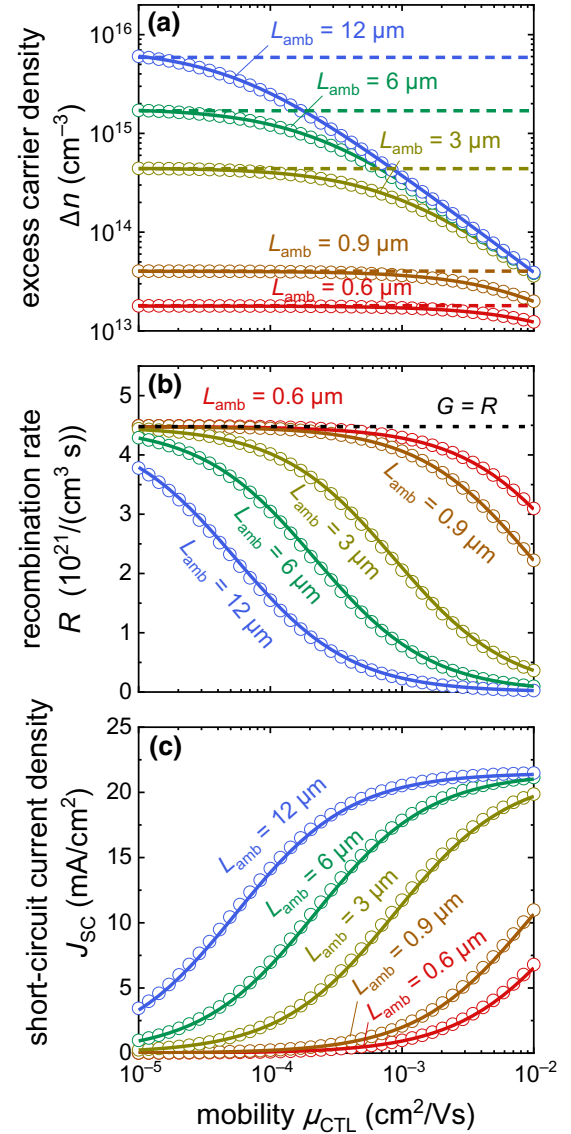 (a)
excess carrier density
Δn (cm⁻³)
10¹⁶
10¹⁵
10¹⁴
10¹³
L_amb = 12 µm
L_amb = 6 µm
L_amb = 3 µm
L_amb = 0.9 µm
L_amb = 0.6 µm
(b)
recombination rate
R (10²¹/(cm³ s))
5
4
3
2
1
0
L_amb = 0.6 µm
G = R
L_amb = 0.9 µm
L_amb = 3 µm
L_amb = 6 µm
L_amb = 12 µm
(c)
short-circuit current density
J_SC (mA/cm²)
25
20
15
10
5
0
L_amb = 12 µm
L_amb = 6 µm
L_amb = 3 µm
L_amb = 0.9 µm
L_amb = 0.6 µm
10⁻⁵ 10⁻⁴ 10⁻³ 10⁻²
mobility µ_CTL (cm²/Vs)